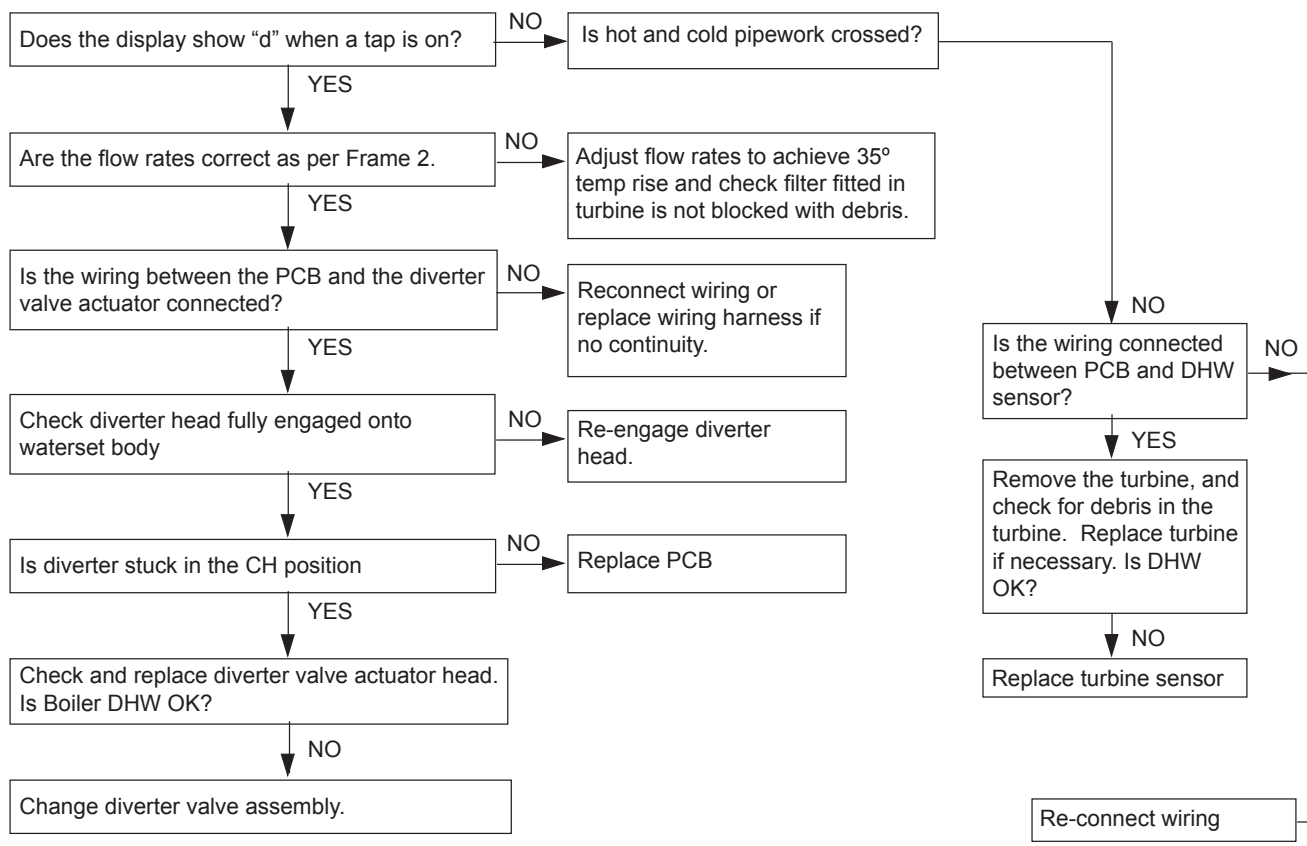 Does the display show “d” when a tap is on?
NO
Is hot and cold pipework crossed?
YES
Are the flow rates correct as per Frame 2.
NO
Adjust flow rates to achieve 35º
temp rise and check filter fitted in
turbine is not blocked with debris.
YES
Is the wiring between the PCB and the diverter
valve actuator connected?
NO
Reconnect wiring or
replace wiring harness if
no continuity.
YES
Check diverter head fully engaged onto
waterset body
NO
Re-engage diverter
head.
YES
Is diverter stuck in the CH position
NO
Replace PCB
YES
Check and replace diverter valve actuator head.
Is Boiler DHW OK?
NO
Change diverter valve assembly.
NO
Is the wiring connected
between PCB and DHW
sensor?
NO
YES
Remove the turbine, and
check for debris in the
turbine.  Replace turbine
if necessary. Is DHW
OK?
NO
Replace turbine sensor
Re-connect wiring